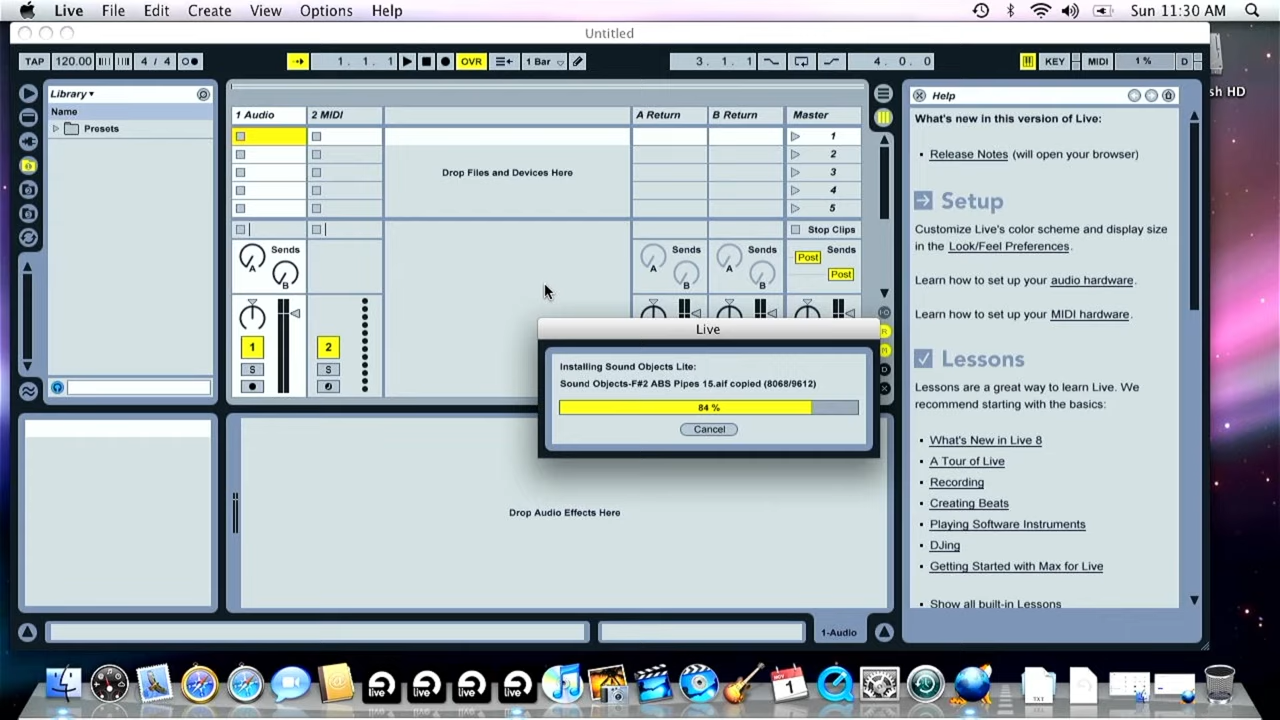 Live File Edit Create View Options Help Sun 11:30 AM
Untitled
TAP 120.00 4 / 4 1 . 1 . 1 OVR 1 Bar 3 . 1 . 1 4 . 0 . 0 KEY MIDI 1 % D
sh HD
Library
Name
Presets
1 Audio 2 MIDI A Return B Return Master
1
2
3
4
5
Drop Files and Devices Here
Stop Clips
Sends Sends Sends Sends
A A A Post
B B B Post
1 2
S S
Live
Installing Sound Objects Lite:
Sound Objects-F#2 ABS Pipes 15.aif copied (8068/9612)
84 %
Cancel
Drop Audio Effects Here
1-Audio
Help
What's new in this version of Live:
Release Notes (will open your browser)
Setup
Customize Live's color scheme and display size
in the Look/Feel Preferences.
Learn how to set up your audio hardware.
Learn how to set up your MIDI hardware.
Lessons
Lessons are a great way to learn Live. We
recommend starting with the basics:
What's New in Live 8
A Tour of Live
Recording
Creating Beats
Playing Software Instruments
DJing
Getting Started with Max for Live
Show all built-in Lessons
live live live live
NOV
1
TXT